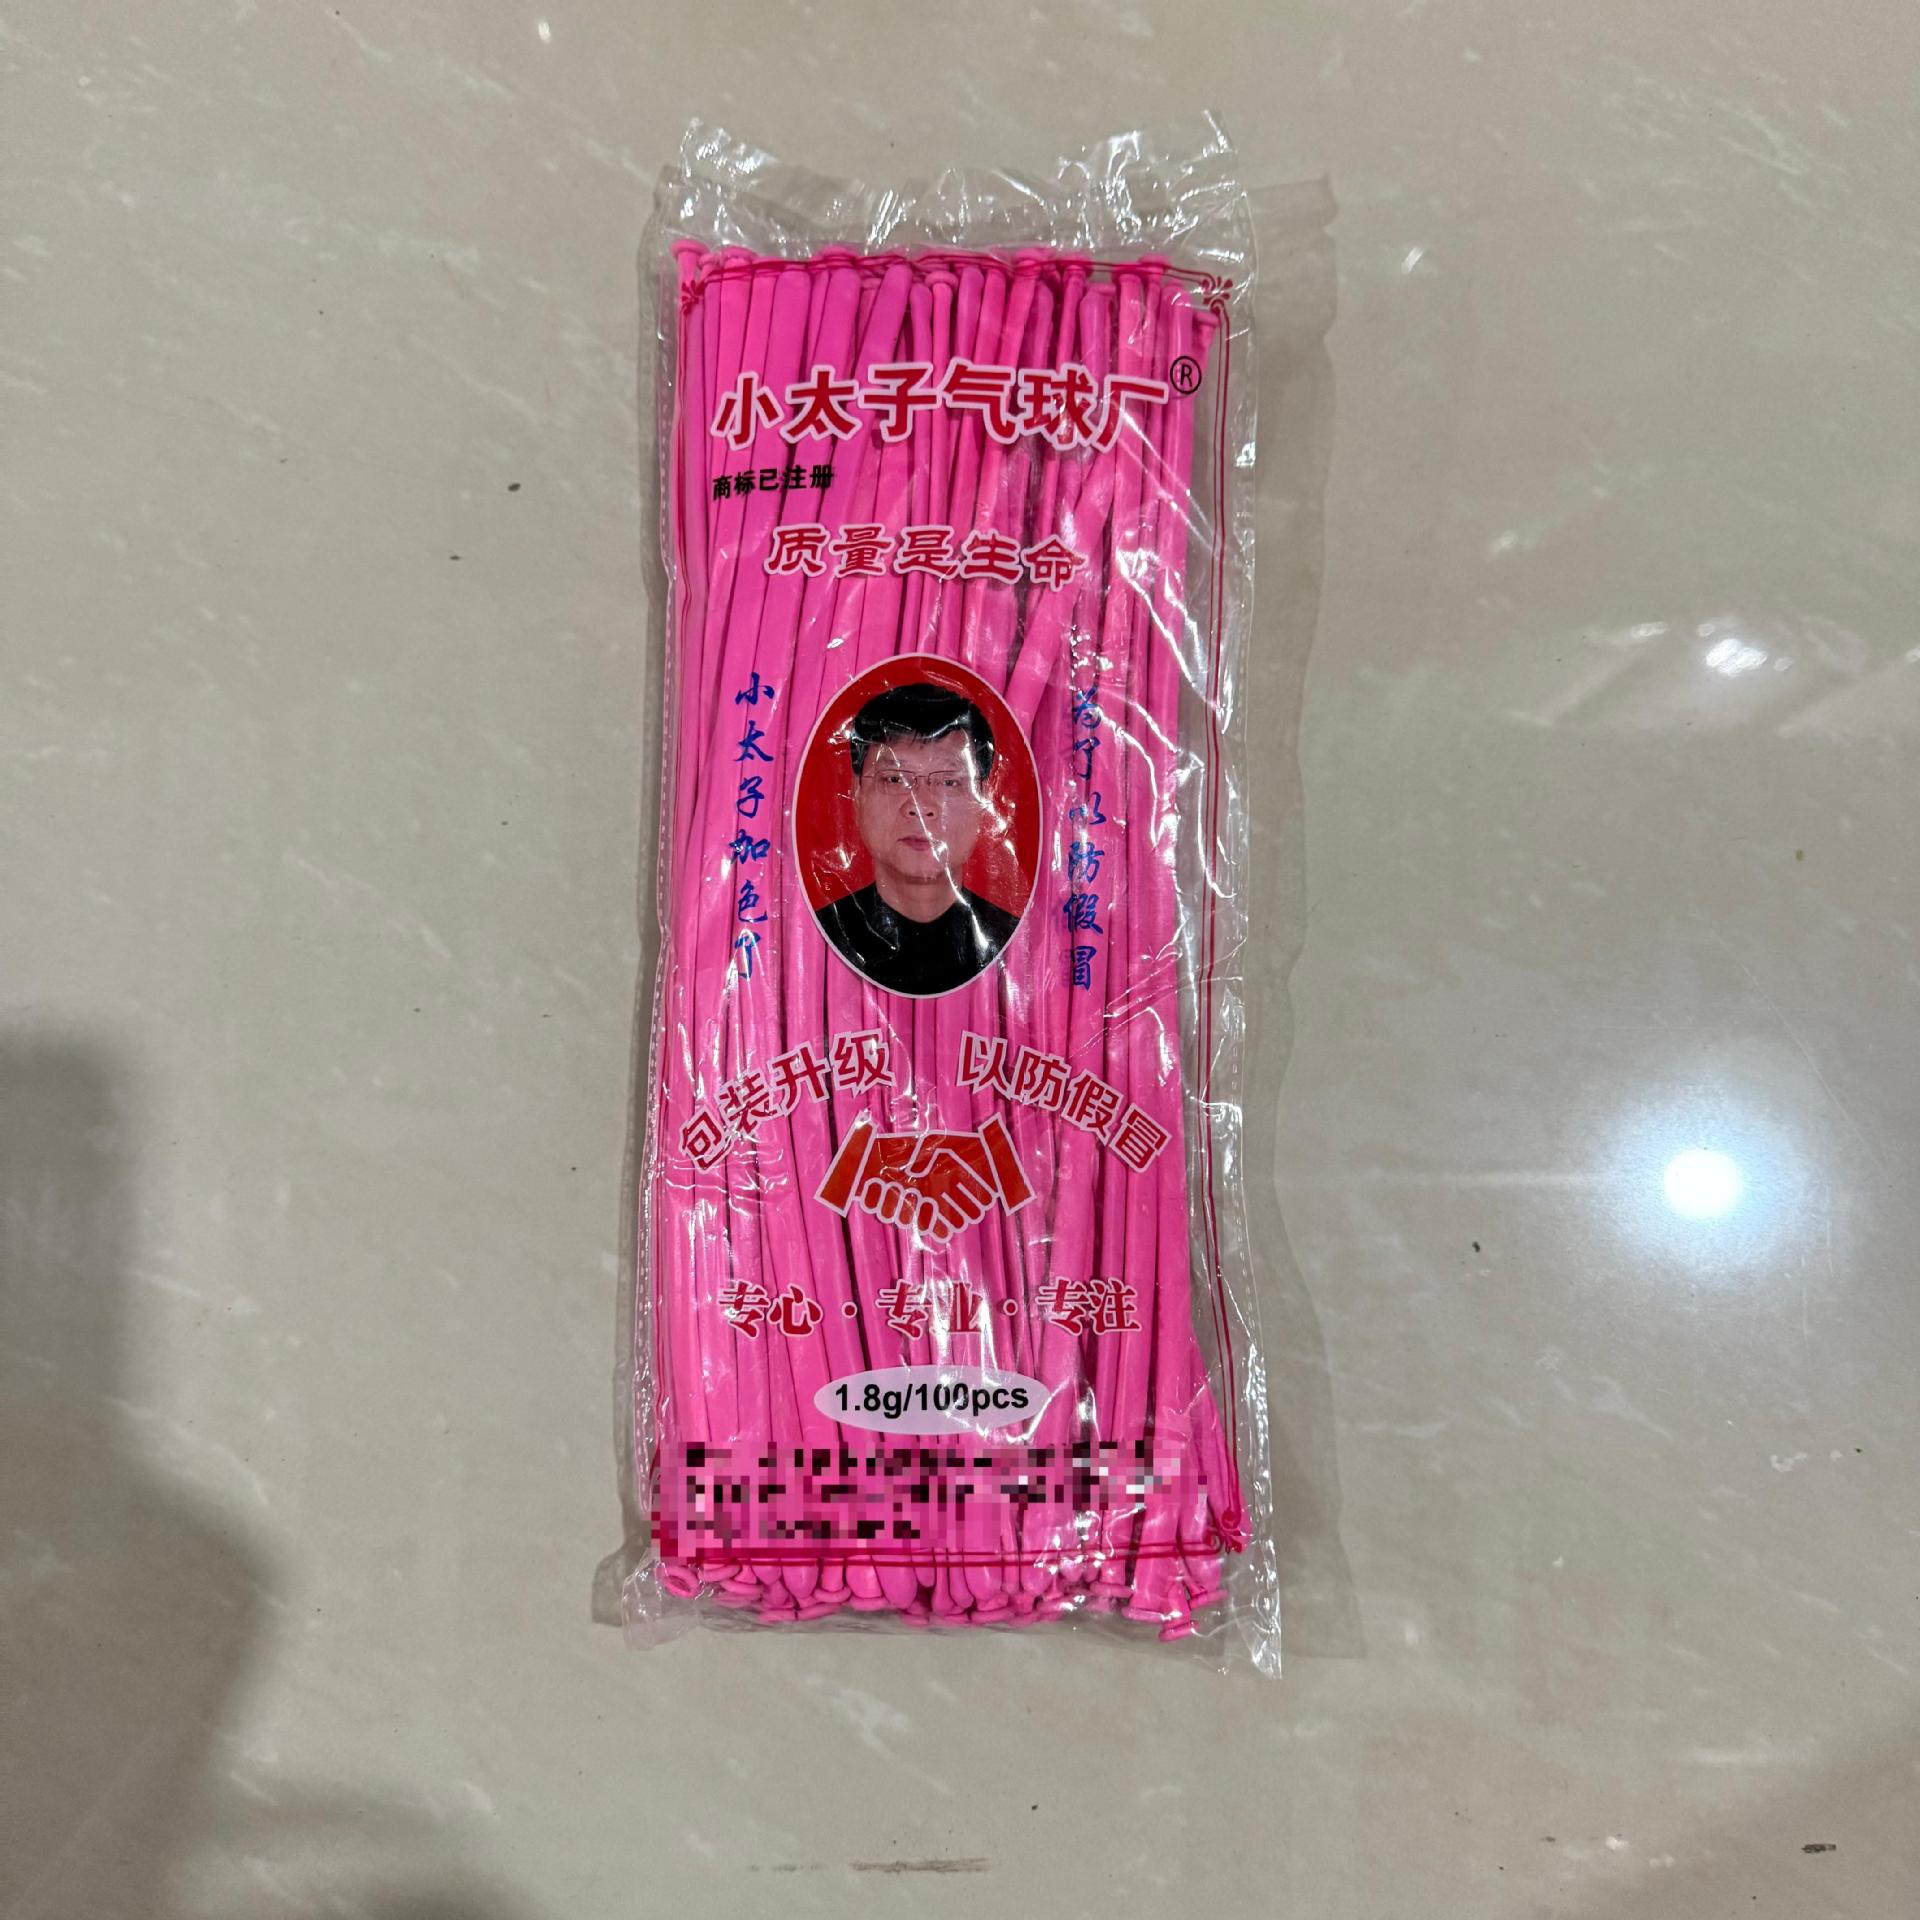 小太子气球厂®
商标已注册
质量是生命
小太子加色了
为了以防假冒
包装升级 以防假冒
专心·专业·专注
1.8g/100pcs